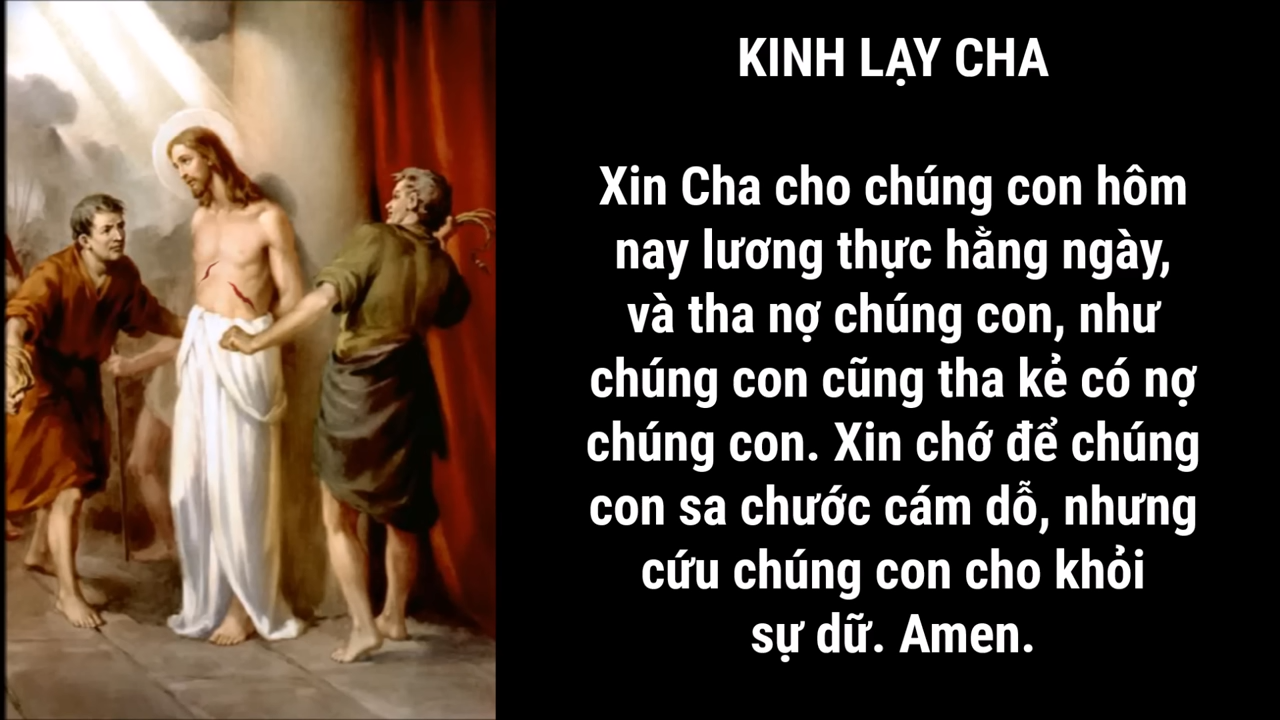 KINH LẠY CHA
Xin Cha cho chúng con hôm
nay lương thực hằng ngày,
và tha nợ chúng con, như
chúng con cũng tha kẻ có nợ
chúng con. Xin chớ để chúng
con sa chước cám dỗ, nhưng
cứu chúng con cho khỏi
sự dữ. Amen.